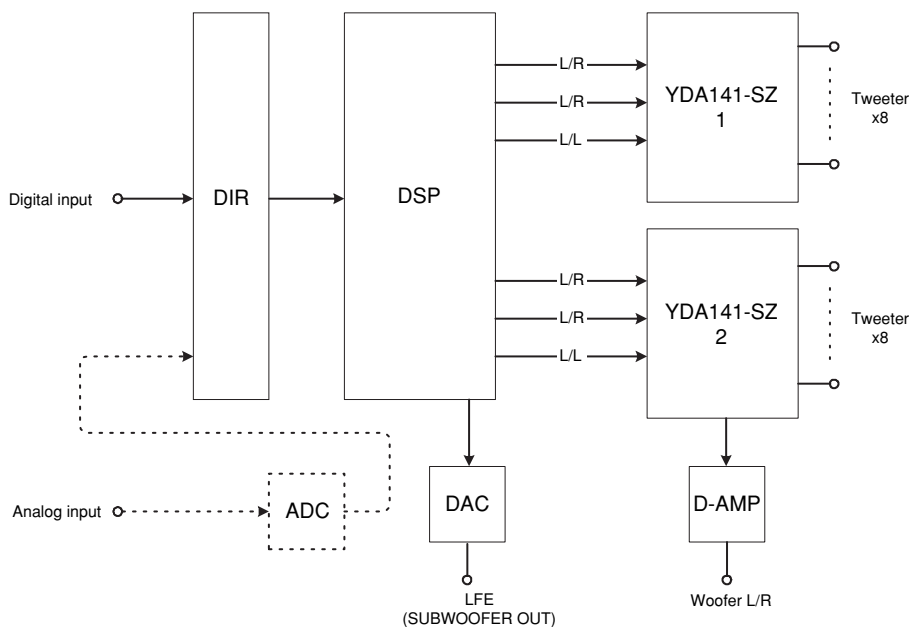 L/R
L/R
L/L
YDA141-SZ
1
Tweeter
x8
Digital input
DIR
DSP
L/R
L/R
L/L
YDA141-SZ
2
Tweeter
x8
Analog input
ADC
DAC
D-AMP
LFE
(SUBWOOFER OUT)
Woofer L/R